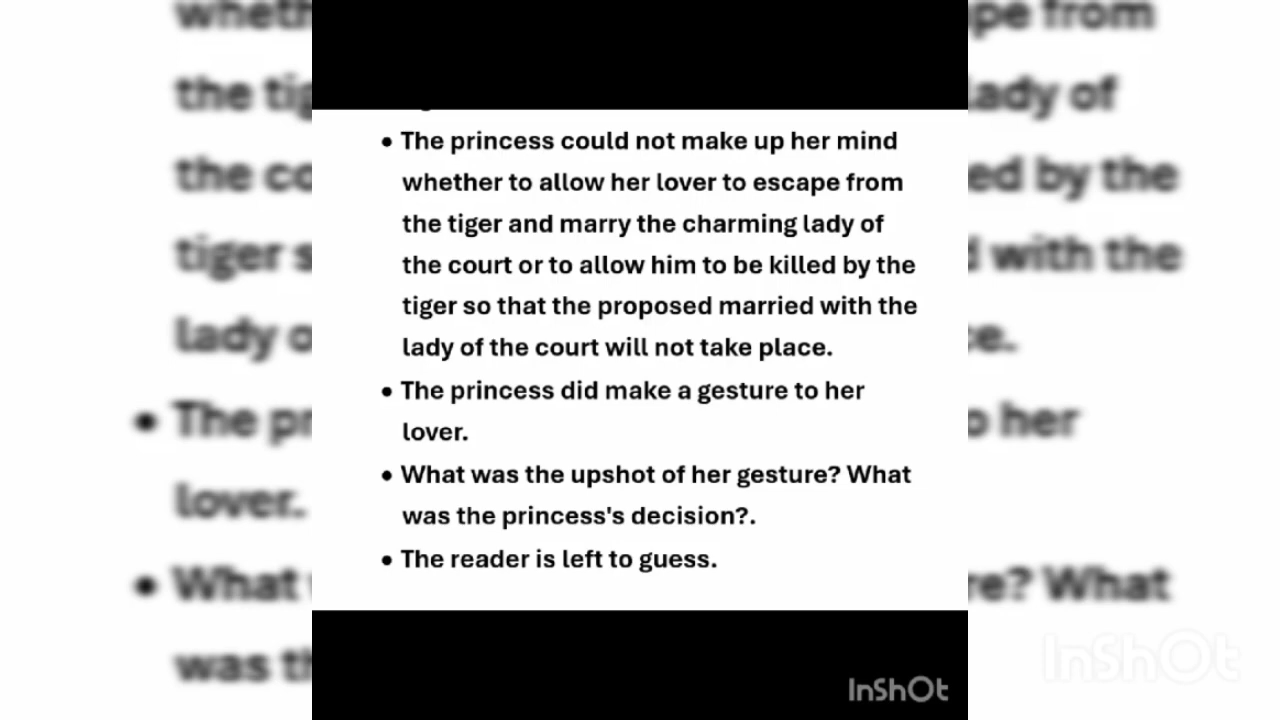 • The princess could not make up her mind
whether to allow her lover to escape from
the tiger and marry the charming lady of
the court or to allow him to be killed by the
tiger so that the proposed married with the
lady of the court will not take place.
• The princess did make a gesture to her
lover.
• What was the upshot of her gesture? What
was the princess's decision?.
• The reader is left to guess.
InShOt